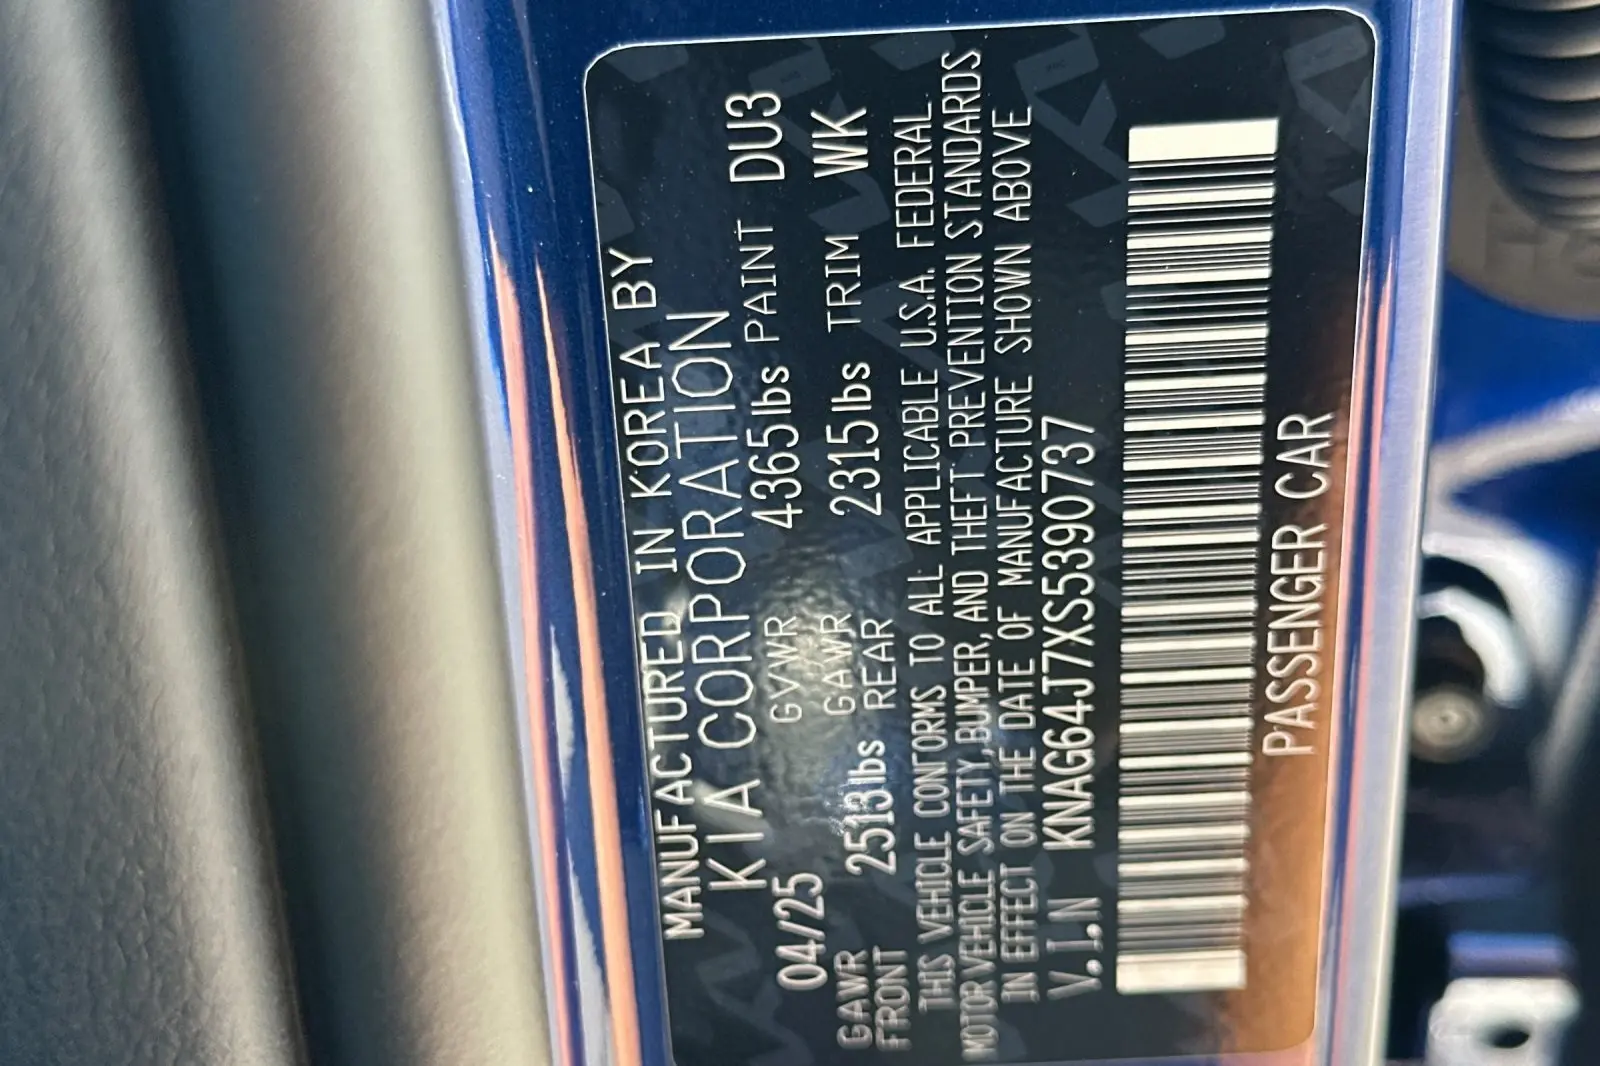 MANUFACTURED IN KOREA BY
KIA CORPORATION
04/25 GVWR 4365lbs PAINT DU3
GAWR FRONT 2513lbs GAWR REAR 2315lbs TRIM WK
THIS VEHICLE CONFORMS TO ALL APPLICABLE U.S.A. FEDERAL
MOTOR VEHICLE SAFETY,BUMPER, AND THEFT PREVENTION STANDARDS
IN EFFECT ON THE DATE OF MANUFACTURE SHOWN ABOVE
V.I.N KNAG64J7XS5390737
PASSENGER CAR